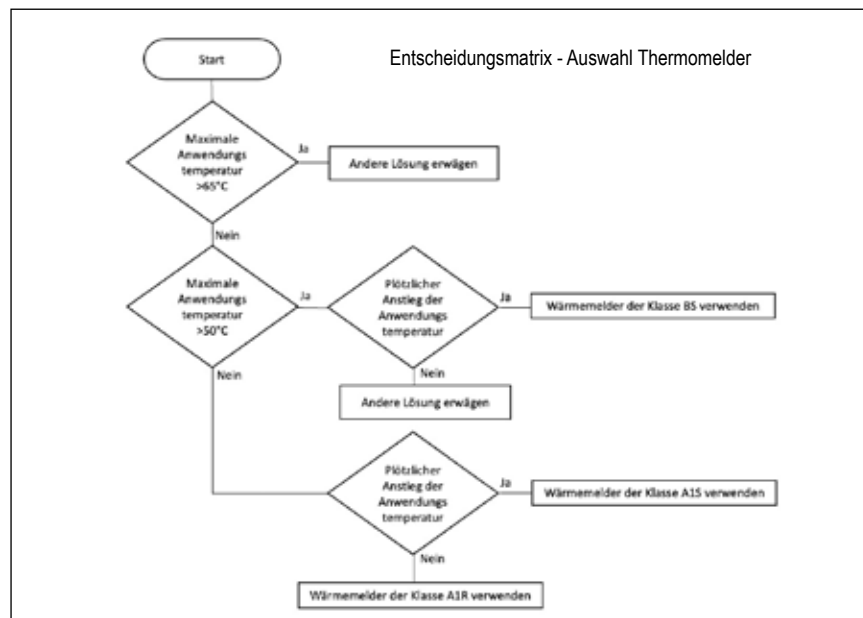 Entscheidungsmatrix - Auswahl Thermomelder
Start
Maximale
Anwendungs
temperatur
>65°C
Ja
Andere Lösung erwägen
Nein
Maximale
Anwendungs
temperatur
>50°C
Ja
Plötzlicher
Anstieg der
Anwendungs
temperatur
Ja
Wärmemelder der Klasse BS verwenden
Nein
Nein
Andere Lösung erwägen
Plötzlicher
Anstieg der
Anwendungs
temperatur
Ja
Wärmemelder der Klasse A1S verwenden
Nein
Wärmemelder der Klasse A1R verwenden